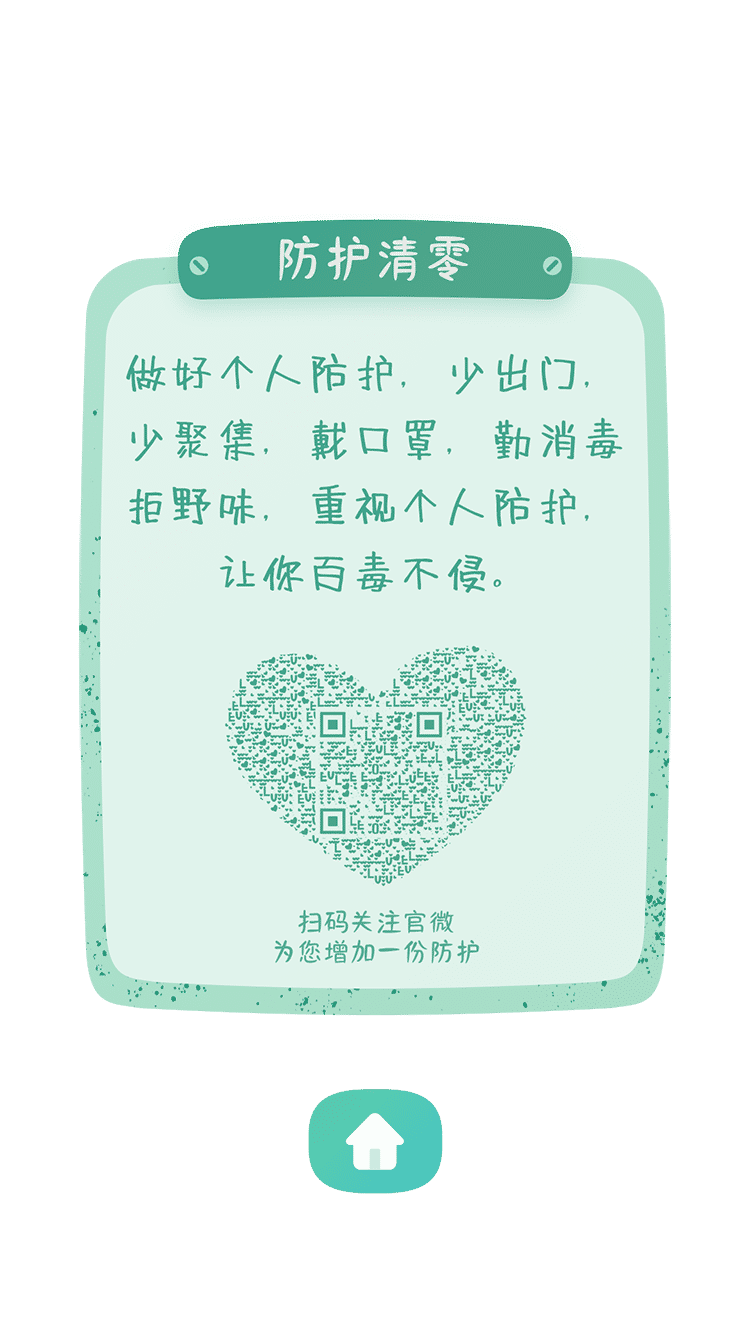 防护清零
做好个人防护，少出门，
少聚集，戴口罩，勤消毒
拒野味，重视个人防护，
让你百毒不侵。
扫码关注官微
为您增加一份防护